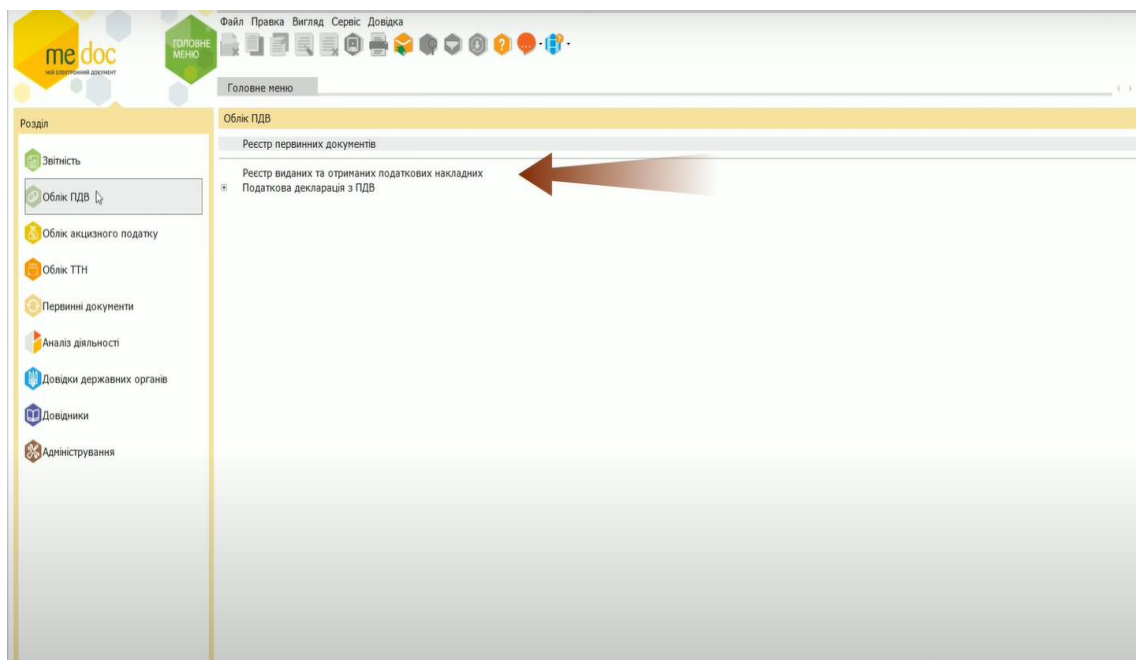 me doc
мій електронний документ
ГОЛОВНЕ
МЕНЮ
Файл Правка Вигляд Сервіс Довідка
Головне меню
Розділ
Звітність
Облік ПДВ
Облік акцизного податку
Облік ТТН
Первинні документи
Аналіз діяльності
Довідки державних органів
Довідники
Адміністрування
Облік ПДВ
Реєстр первинних документів
Реєстр виданих та отриманих податкових накладних
Податкова декларація з ПДВ